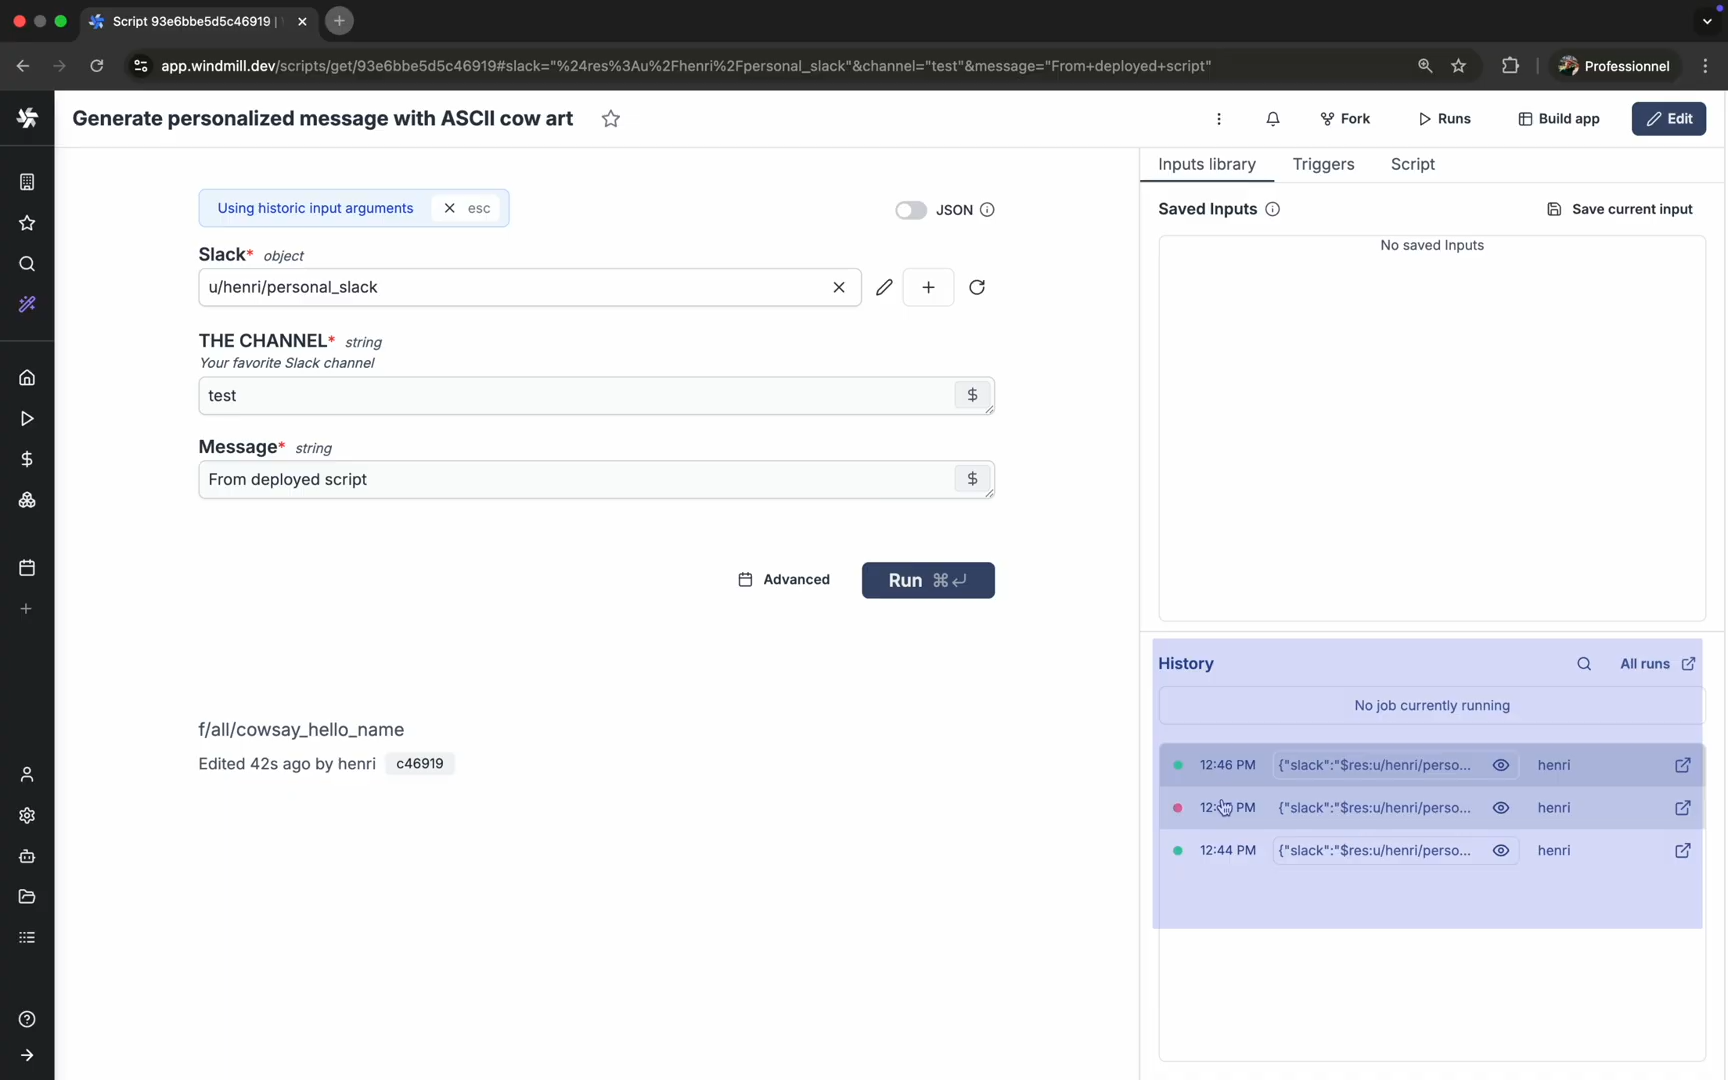 Script 93e6bbe5d5c46919 |
app.windmill.dev/scripts/get/93e6bbe5d5c46919#slack="%24res%3Au%2Fhenri%2Fpersonal_slack"&channel="test"&message="From+deployed+script"
Professionnel
Generate personalized message with ASCII cow art
Fork
Runs
Build app
Edit
Inputs library
Triggers
Script
Using historic input arguments
esc
JSON
Saved Inputs
Save current input
No saved Inputs
Slack* object
u/henri/personal_slack
THE CHANNEL* string
Your favorite Slack channel
test
$
Message* string
From deployed script
$
Advanced
Run ⌘
History
All runs
No job currently running
12:46 PM {"slack":"$res:u/henri/perso... henri
PM {"slack":"$res:u/henri/perso... henri
12:44 PM {"slack":"$res:u/henri/perso... henri
f/all/cowsay_hello_name
Edited 42s ago by henri c46919